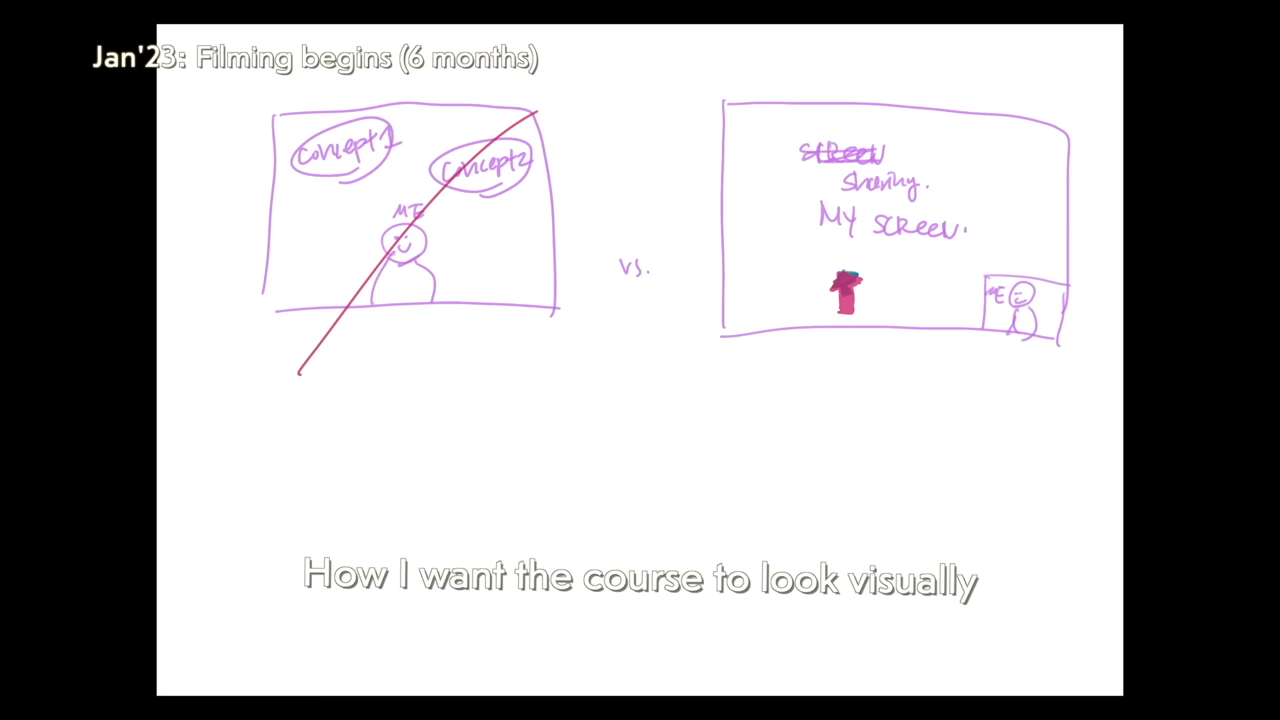 Jan'23: Filming begins (6 months)
Concept1
Concept2
ME
vs.
SCREEN
sharing.
MY SCREEN.
ME
How I want the course to look visually